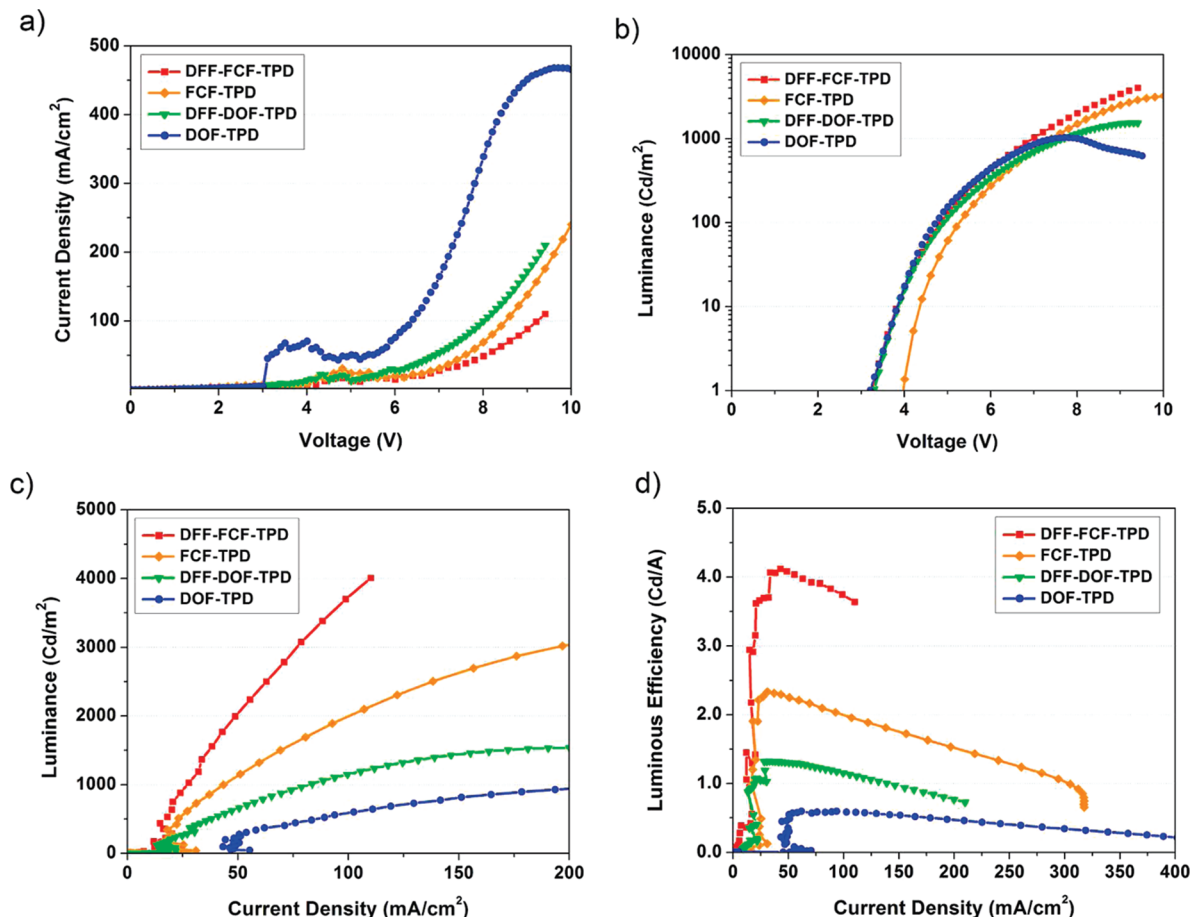 a)
500
400
300
200
100
0 2 4 6 8 10
Current Density (mA/cm²)
Voltage (V)
DFF-FCF-TPD
FCF-TPD
DFF-DOF-TPD
DOF-TPD
b)
10000
1000
100
10
1
0 2 4 6 8 10
Luminance (Cd/m²)
Voltage (V)
DFF-FCF-TPD
FCF-TPD
DFF-DOF-TPD
DOF-TPD
c)
5000
4000
3000
2000
1000
0
0 50 100 150 200
Luminance (Cd/m²)
Current Density (mA/cm²)
DFF-FCF-TPD
FCF-TPD
DFF-DOF-TPD
DOF-TPD
d)
5.0
4.0
3.0
2.0
1.0
0.0
0 50 100 150 200 250 300 350 400
Luminous Efficiency (Cd/A)
Current Density (mA/cm²)
DFF-FCF-TPD
FCF-TPD
DFF-DOF-TPD
DOF-TPD